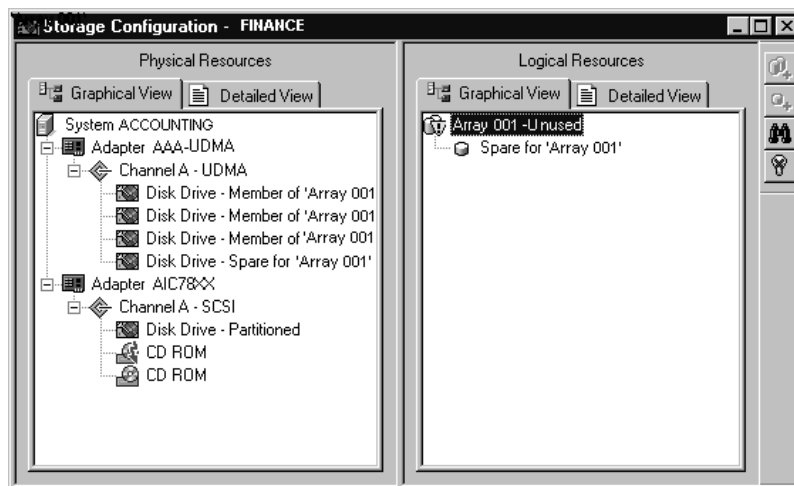 Storage Configuration - FINANCE
Physical Resources
Graphical View
Detailed View
System ACCOUNTING
Adapter AAA-UDMA
Channel A - UDMA
Disk Drive - Member of 'Array 001
Disk Drive - Member of 'Array 001
Disk Drive - Member of 'Array 001
Disk Drive - Spare for 'Array 001'
Adapter AIC78XX
Channel A - SCSI
Disk Drive - Partitioned
CD ROM
CD ROM
Logical Resources
Graphical View
Detailed View
Array 001 -Unused
Spare for 'Array 001'